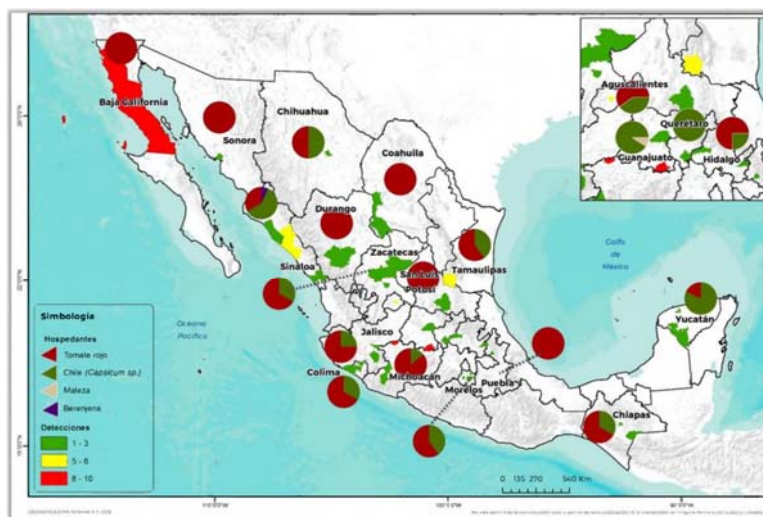 Baja California
Sonora
Chihuahua
Coahuila
Durango
Sinaloa
Zacatecas
San Luis
Potosí
Tamaulipas
Jalisco
Colima
Michoacán
Morelos
Puebla
Chiapas
Yucatán
Golfo
de
México
Océano
Pacífico
Aguscalientes
Querétaro
Guanajuato
Hidalgo
Simbología
Hospedantes
Tomate rojo
Chile (Capsicum sp.)
Maleza
Berenjena
Detecciones
1 - 3
5 - 6
8 - 10
0 135 270 540 Km